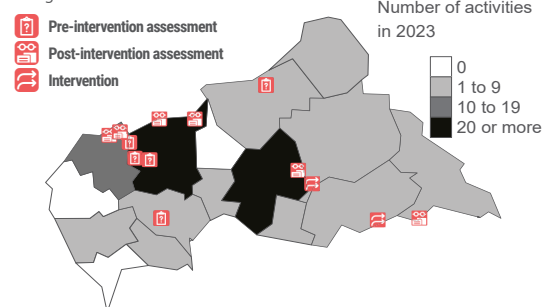 Pre-intervention assessment
Post-intervention assessment
Intervention
Number of activities
in 2023
0
1 to 9
10 to 19
20 or more